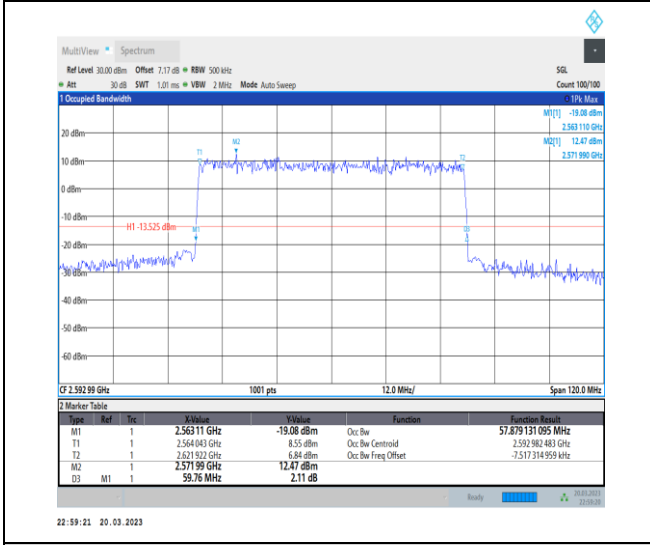 MultiView Spectrum
Ref Level 30.00 dBm Offset 7.17 dB RBW 500 kHz SGL
Att 30 dB SWT 1.01 ms VBW 2 MHz Mode Auto Sweep Count 100/100
1 Occupied Bandwidth 1Pk Max
M1[1] -19.08 dBm
2.563 110 GHz
M2[1] 12.47 dBm
2.571 990 GHz
20 dBm
M2
T1
T2
10 dBm
0 dBm
-10 dBm
H1 -13.525 dBm
M1
D3
-20 dBm
-30 dBm
-40 dBm
-50 dBm
-60 dBm
CF 2.592 99 GHz 1001 pts 12.0 MHz/ Span 120.0 MHz
2 Marker Table
Type Ref Trc X-Value Y-Value Function Function Result
M1 1 2.563 11 GHz -19.08 dBm Occ Bw 57.879 131 095 MHz
T1 1 2.564 043 GHz 8.55 dBm Occ Bw Centroid 2.592 982 483 GHz
T2 1 2.621 922 GHz 6.84 dBm Occ Bw Freq Offset -7.517 314 959 kHz
M2 1 2.571 99 GHz 12.47 dBm
D3 M1 1 59.76 MHz 2.11 dB
Ready 20.03.2023
22:59:20
22:59:21 20.03.2023